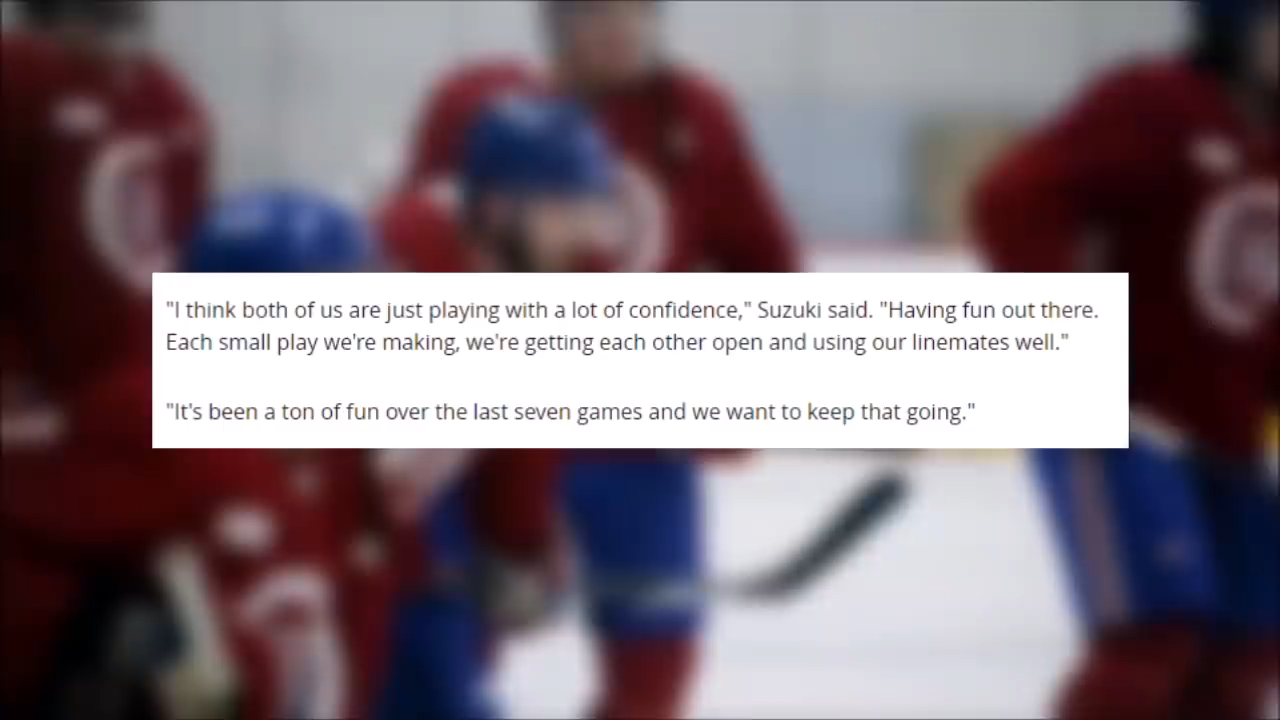 "I think both of us are just playing with a lot of confidence," Suzuki said. "Having fun out there.
Each small play we're making, we're getting each other open and using our linemates well."
"It's been a ton of fun over the last seven games and we want to keep that going."